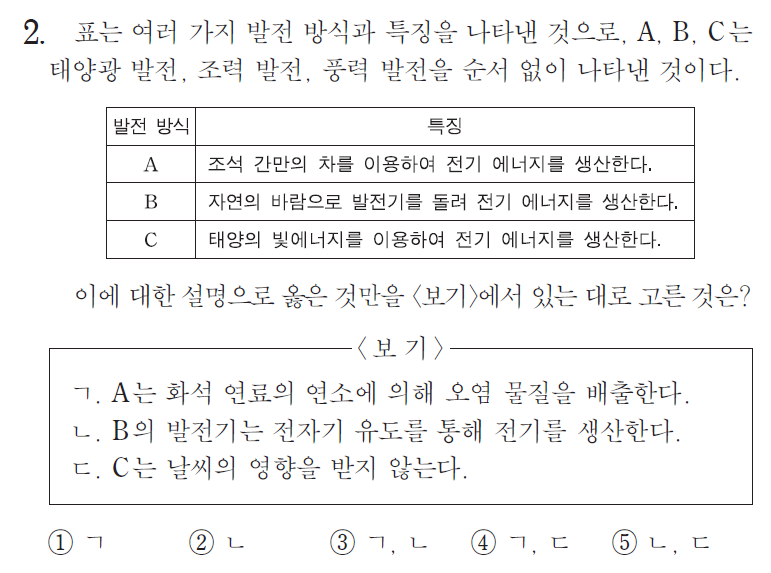 2. 표는 여러 가지 발전 방식과 특징을 나타낸 것으로, A, B, C는
태양광 발전, 조력 발전, 풍력 발전을 순서 없이 나타낸 것이다.
발전 방식 특징
A 조석 간만의 차를 이용하여 전기 에너지를 생산한다.
B 자연의 바람으로 발전기를 돌려 전기 에너지를 생산한다.
C 태양의 빛에너지를 이용하여 전기 에너지를 생산한다.
이에 대한 설명으로 옳은 것만을 〈보기〉에서 있는 대로 고른 것은?
〈보 기〉
ㄱ. A는 화석 연료의 연소에 의해 오염 물질을 배출한다.
ㄴ. B의 발전기는 전자기 유도를 통해 전기를 생산한다.
ㄷ. C는 날씨의 영향을 받지 않는다.
① ㄱ ② ㄴ ③ ㄱ, ㄴ ④ ㄱ, ㄷ ⑤ ㄴ, ㄷ